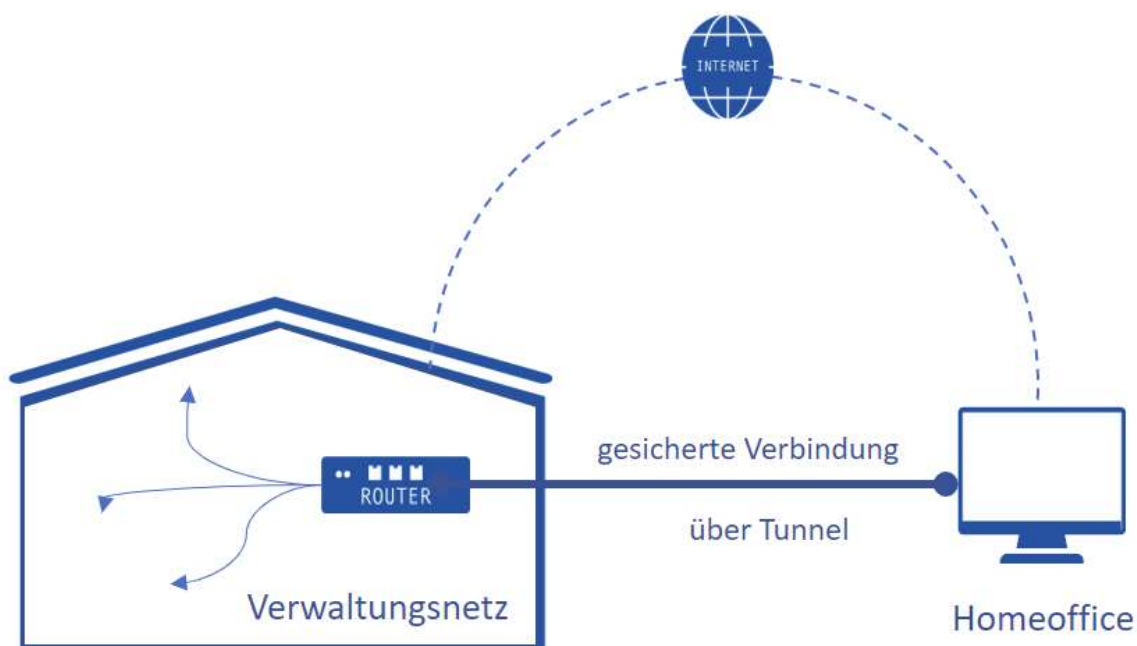 INTERNET
gesicherte Verbindung
ROUTER
über Tunnel
Verwaltungsnetz
Homeoffice